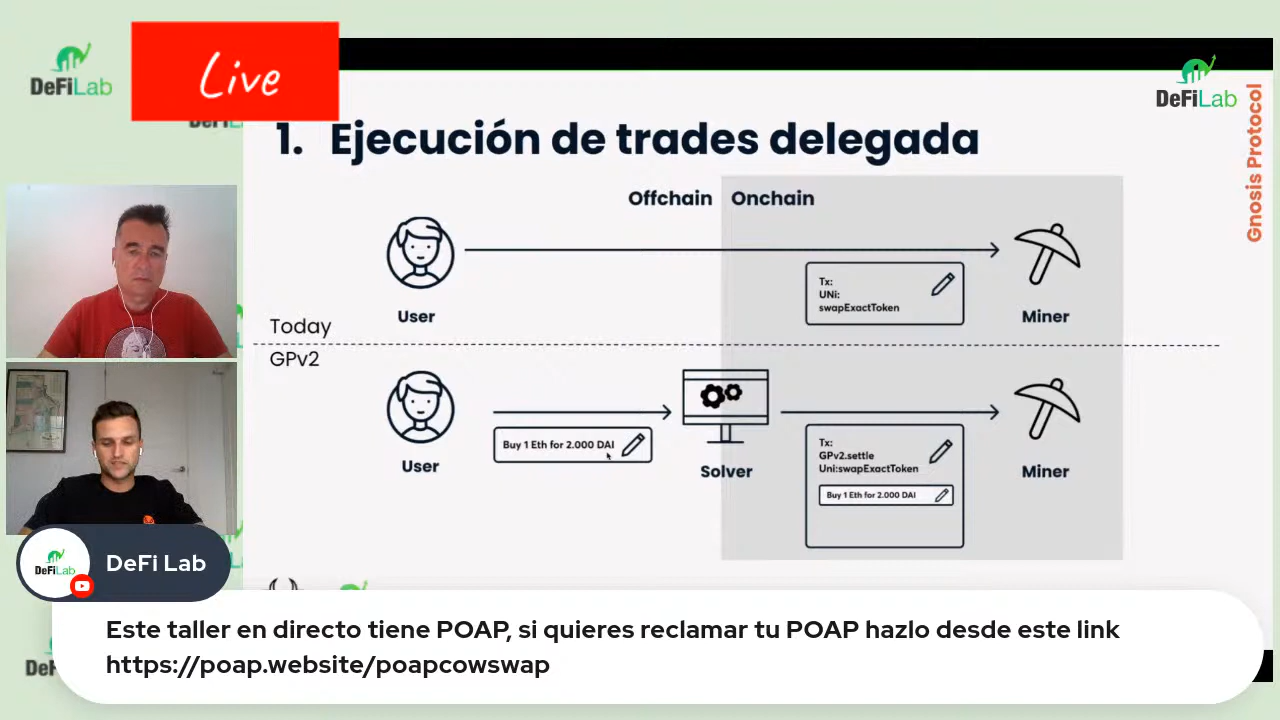 DeFiLab
Live
DeFiLab
DeFiL
Gnosis Protocol
1. Ejecución de trades delegada
Offchain
Onchain
Tx:
UNi:
swapExactToken
User
Miner
Today
GPv2
Buy 1 Eth for 2.000 DAI
Tx:
GPv2.settle
Uni:swapExactToken
Buy 1 Eth for 2.000 DAI
User
Solver
Miner
DeFiLab
DeFi Lab
Este taller en directo tiene POAP, si quieres reclamar tu POAP hazlo desde este link
https://poap.website/poapcowswap
DeF